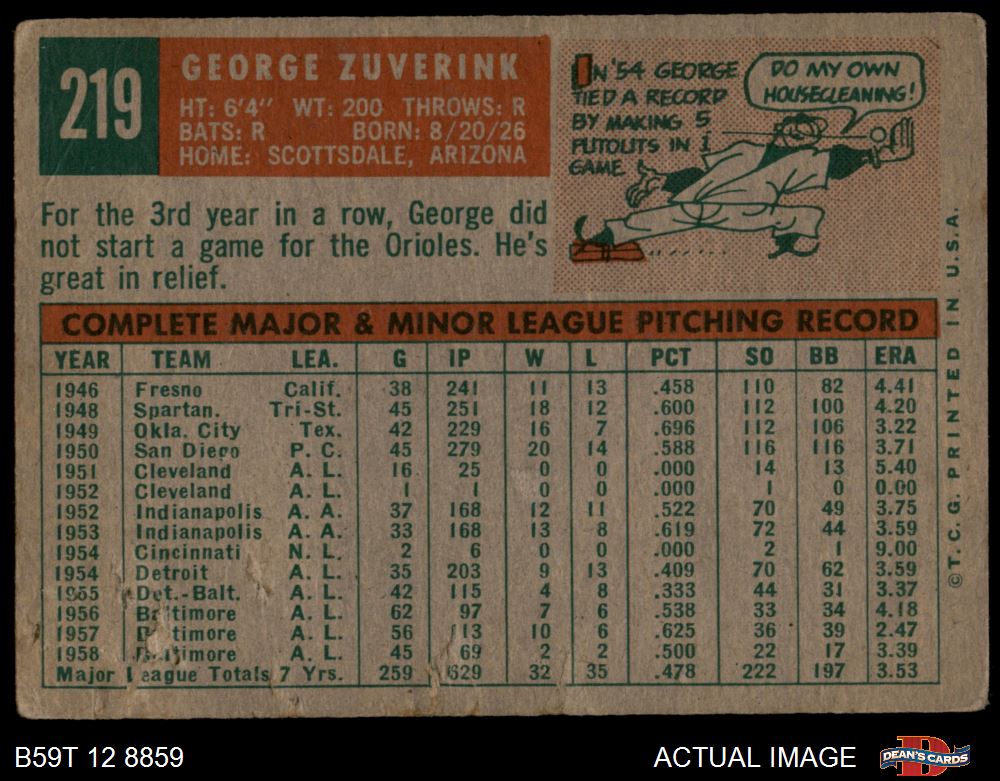 219
GEORGE ZUVERINK
HT: 6'4" WT: 200 THROWS: R
BATS: R BORN: 8/20/26
HOME: SCOTTSDALE, ARIZONA
IN '54 GEORGE
TIED A RECORD
BY MAKING 5
PUTOUTS IN 1
GAME.
DO MY OWN
HOUSECLEANING!
For the 3rd year in a row, George did
not start a game for the Orioles. He's
great in relief.
COMPLETE MAJOR & MINOR LEAGUE PITCHING RECORD
YEAR TEAM LEA. G IP W L PCT SO BB ERA
1946 Fresno Calif. 38 241 11 13 .458 110 82 4.41
1948 Spartan. Tri-St. 45 251 18 12 .600 112 100 4.20
1949 Okla. City Tex. 42 229 16 7 .696 112 106 3.22
1950 San Diego P. C. 45 279 20 14 .588 116 116 3.71
1951 Cleveland A. L. 16 25 0 0 .000 14 13 5.40
1952 Cleveland A. L. 1 1 0 0 .000 1 0 0.00
1952 Indianapolis A. A. 37 168 12 11 .522 70 49 3.75
1953 Indianapolis A. A. 33 168 13 8 .619 72 44 3.59
1954 Cincinnati N. L. 2 6 0 0 .000 2 1 9.00
1954 Detroit A. L. 35 203 9 13 .409 70 62 3.59
1955 Det.-Balt. A. L. 42 115 4 8 .333 44 31 3.37
1956 Baltimore A. L. 62 97 7 6 .538 33 34 4.18
1957 Baltimore A. L. 56 113 10 6 .625 36 39 2.47
1958 Baltimore A. L. 45 69 2 2 .500 22 17 3.39
Major League Totals 7 Yrs. 259 629 32 35 .478 222 197 3.53
©T.C.G. PRINTED IN U.S.A.
B59T 12 8859
ACTUAL IMAGE
DEAN'S CARDS